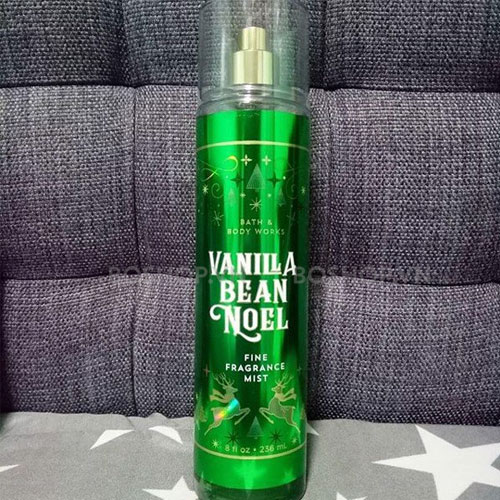 BATH &
BODY WORKS
VANILLA
BEAN
NOEL
FINE
FRAGRANCE
MIST
8 fl oz • 236 mL